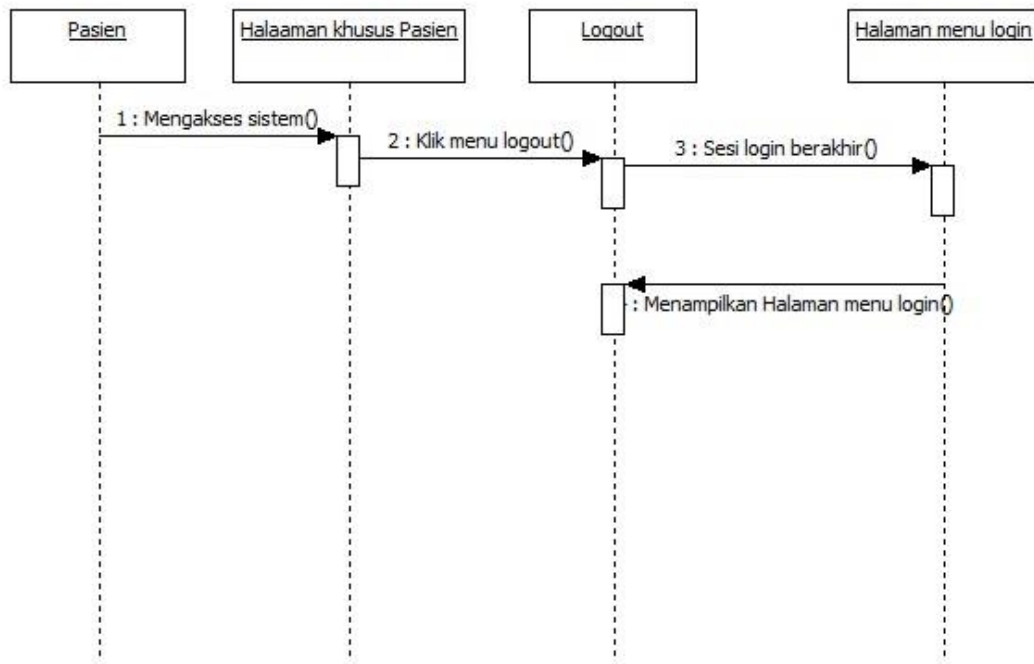 Pasien
Halaaman khusus Pasien
Logout
Halaman menu login
1 : Mengakses sistem()
2 : Klik menu logout()
3 : Sesi login berakhir()
: Menampilkan Halaman menu login()